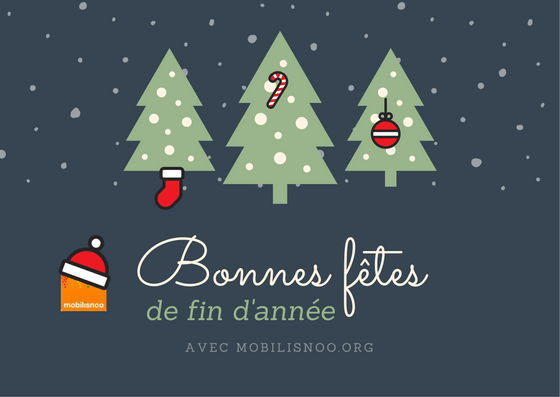 Bonnes fêtes
de fin d'année
mobilisnoo
AVEC MOBILISNOO.ORG